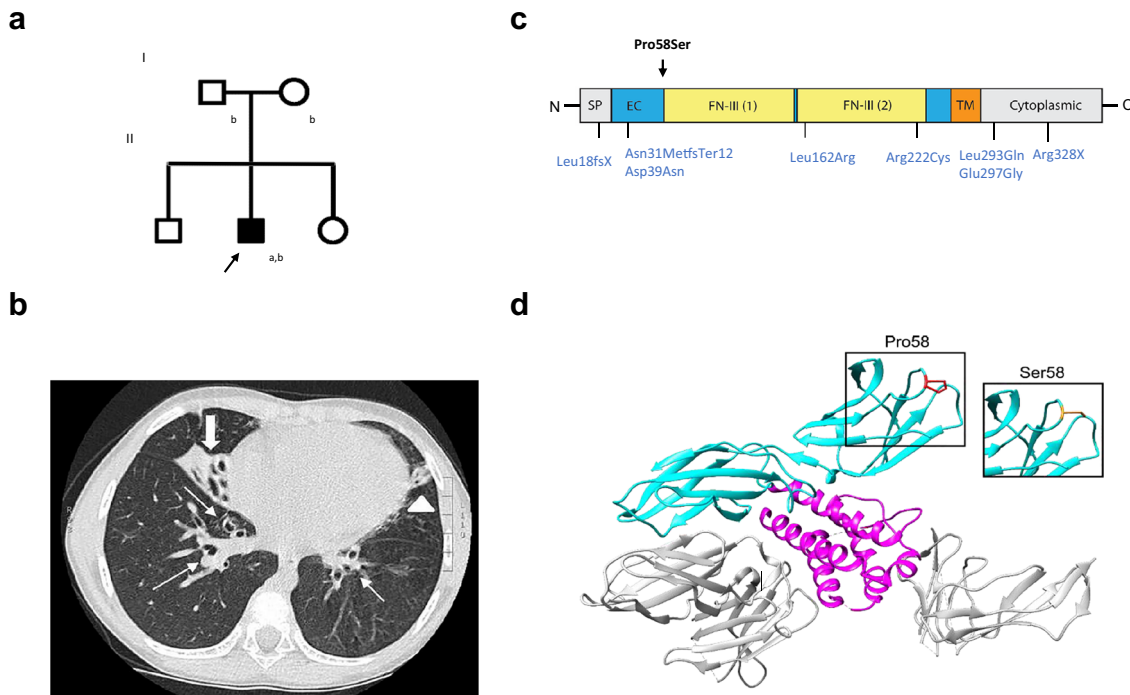 a
I
b
b
II
a,b
b
R
c
Pro58Ser
N
SP
EC
FN-III (1)
FN-III (2)
TM
Cytoplasmic
C
Leu18fsX
Asn31MetfsTer12
Asp39Asn
Leu162Arg
Arg222Cys
Leu293Gln
Glu297Gly
Arg328X
d
Pro58
Ser58